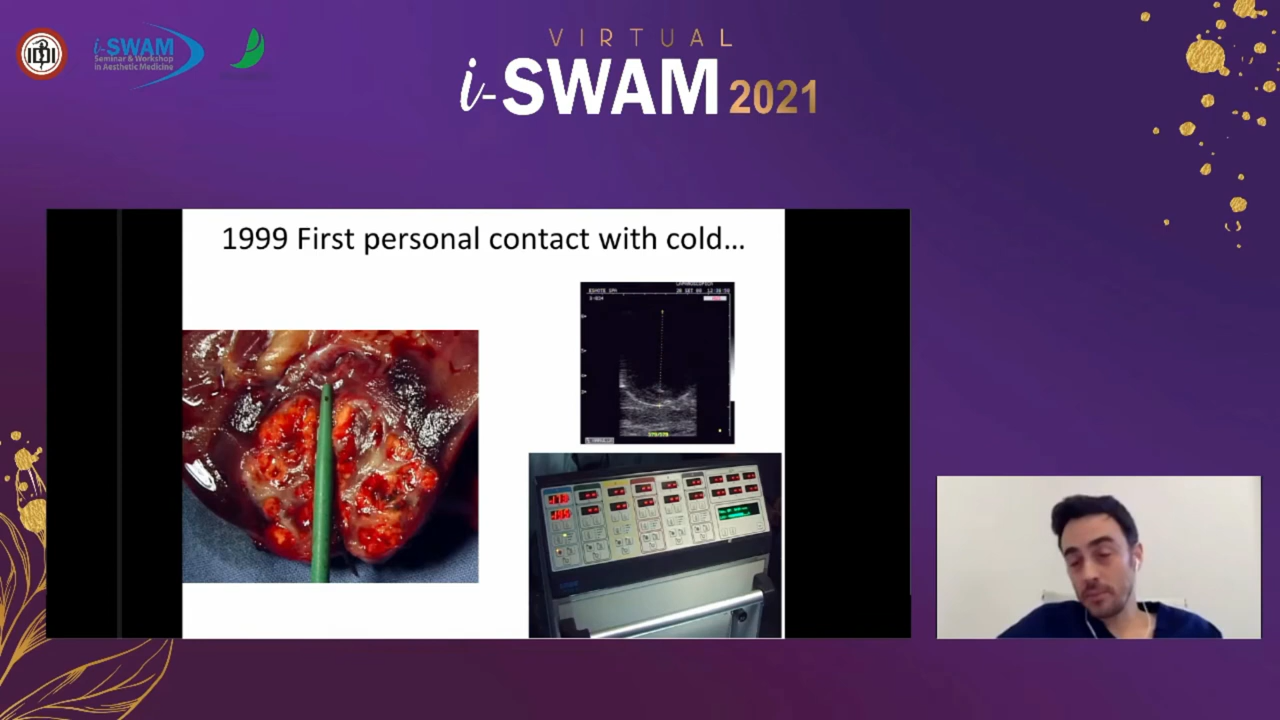 VIRTUAL
i-SWAM 2021
i-SWAM
Seminar & Workshop
in Aesthetic Medicine
1999 First personal contact with cold...